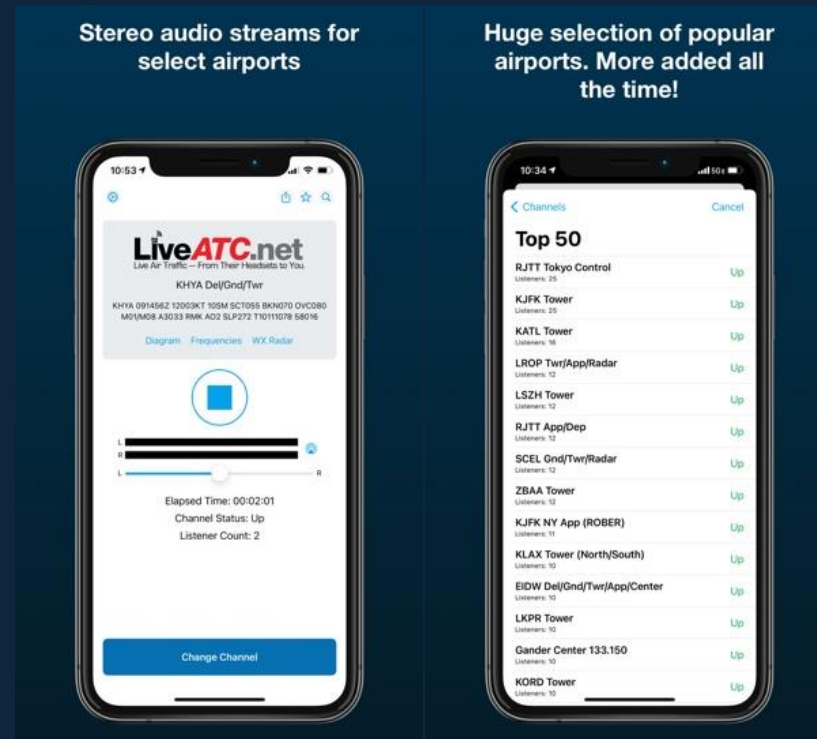 Stereo audio streams for
select airports
10:53
LiveATC.net
Live Air Traffic – From Their Headsets to You.
KHYA Del/Gnd/Twr
KHYA 091456Z 12003KT 10SM SCT055 BKN070 OVC080
M01/M08 A3033 RMK AO2 SLP272 T10111078 58016
Diagram Frequencies WX Radar
L
R
L R
Elapsed Time: 00:02:01
Channel Status: Up
Listener Count: 2
Change Channel
Huge selection of popular
airports. More added all
the time!
10:34
5Gᴇ
Channels Cancel
Top 50
RJTT Tokyo Control
Listeners: 25
Up
KJFK Tower
Listeners: 25
Up
KATL Tower
Listeners: 16
Up
LROP Twr/App/Radar
Listeners: 12
Up
LSZH Tower
Listeners: 12
Up
RJTT App/Dep
Listeners: 12
Up
SCEL Gnd/Twr/Radar
Listeners: 12
Up
ZBAA Tower
Listeners: 12
Up
KJFK NY App (ROBER)
Listeners: 11
Up
KLAX Tower (North/South)
Listeners: 10
Up
EIDW Del/Gnd/Twr/App/Center
Listeners: 10
Up
LKPR Tower
Listeners: 10
Up
Gander Center 133.150
Listeners: 10
Up
KORD Tower
Listeners: 10
Up